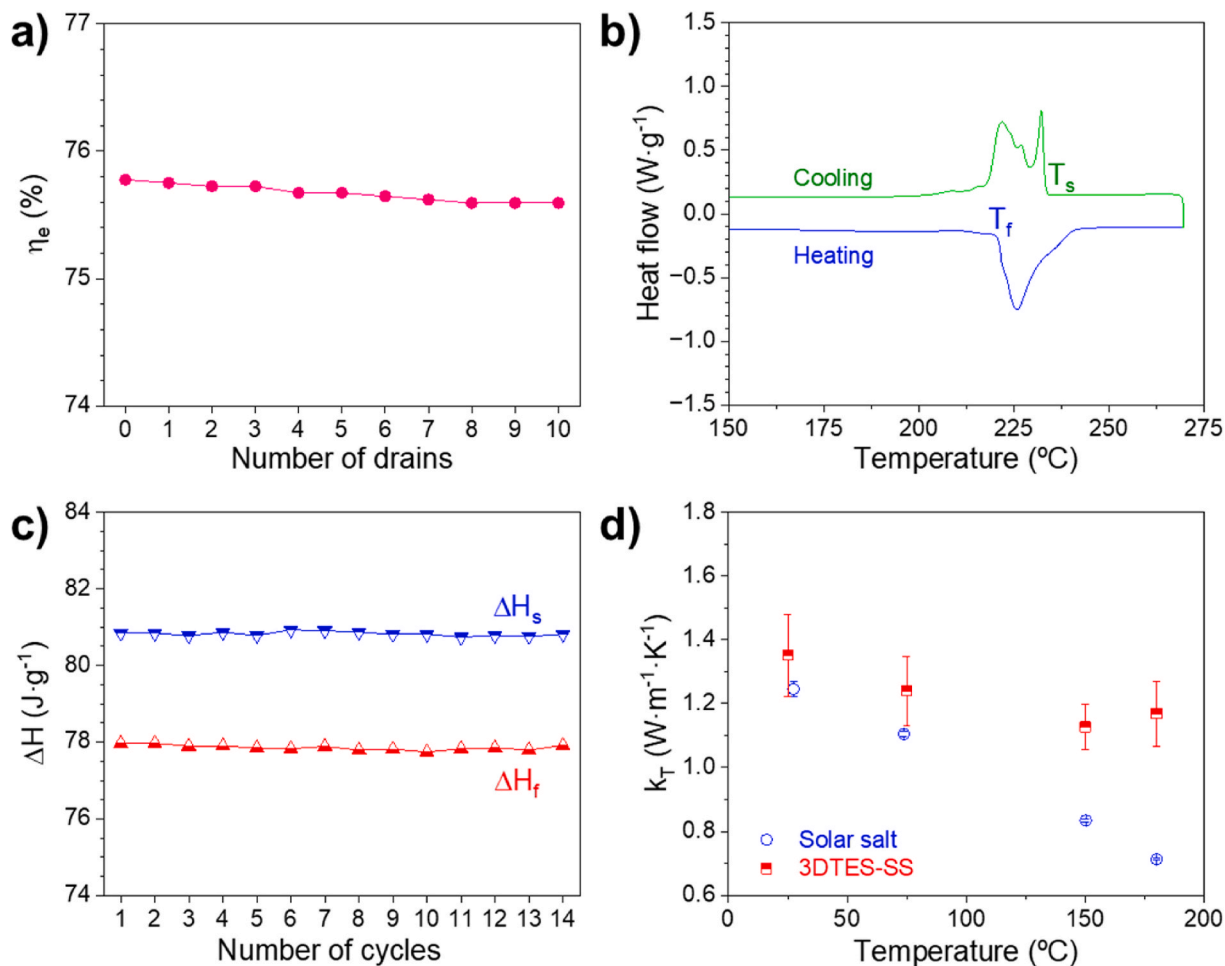 a)
77
76
75
74
ηe (%)
0 1 2 3 4 5 6 7 8 9 10
Number of drains
b)
1.5
1.0
0.5
0.0
−0.5
−1.0
−1.5
Heat flow (W·g-1)
Cooling
Ts
Tf
Heating
150 175 200 225 250 275
Temperature (ºC)
c)
84
82
80
78
76
74
ΔH (J·g-1)
ΔHs
ΔHf
1 2 3 4 5 6 7 8 9 10 11 12 13 14
Number of cycles
d)
1.8
1.6
1.4
1.2
1.0
0.8
0.6
kT (W·m-1·K-1)
Solar salt
3DTES-SS
0 50 100 150 200
Temperature (ºC)